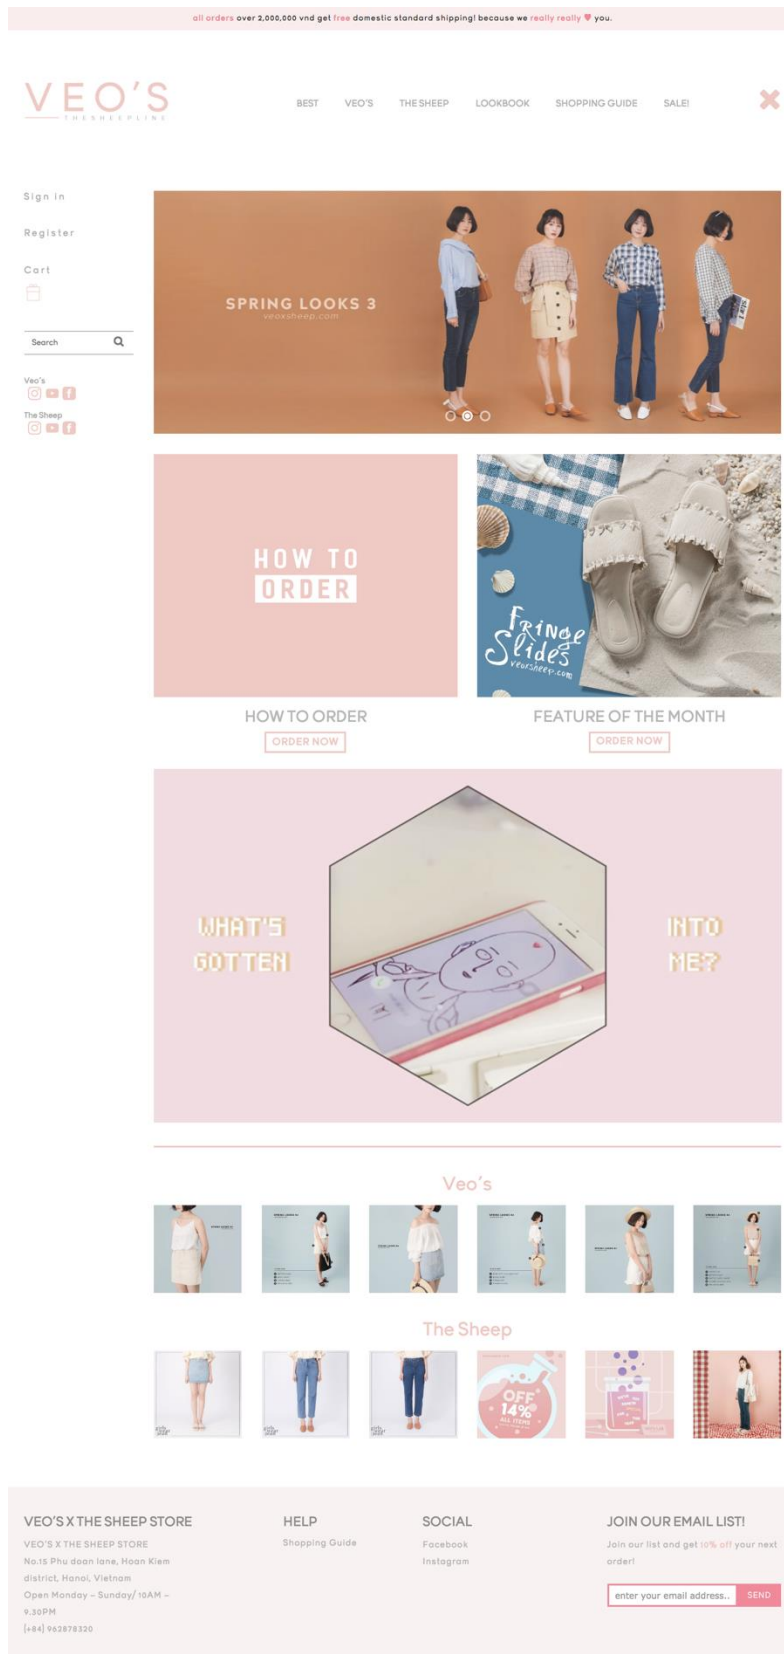 all orders over 2,000,000 vnd get free domestic standard shipping! because we really really ♥ you.
VEO'S
THESHEEPLINE
BEST VEO'S THE SHEEP LOOKBOOK SHOPPING GUIDE SALE!
Sign in
Register
Cart
Search
Veo's
The Sheep
SPRING LOOKS 3
veoxsheep.com
HOW TO
ORDER
FRiNGe
Slides
veoxsheep.com
HOW TO ORDER
ORDER NOW
FEATURE OF THE MONTH
ORDER NOW
WHAT'S
GOTTEN
INTO
ME?
Veo's
The Sheep
OFF
14%
ALL ITEMS
VEO'S X THE SHEEP STORE
VEO'S X THE SHEEP STORE
No.15 Phu doan lane, Hoan Kiem
district, Hanoi, Vietnam
Open Monday – Sunday/ 10AM –
9.30PM
(+84) 962878320
HELP
Shopping Guide
SOCIAL
Facebook
Instagram
JOIN OUR EMAIL LIST!
Join our list and get 10% off your next
order!
enter your email address..
SEND